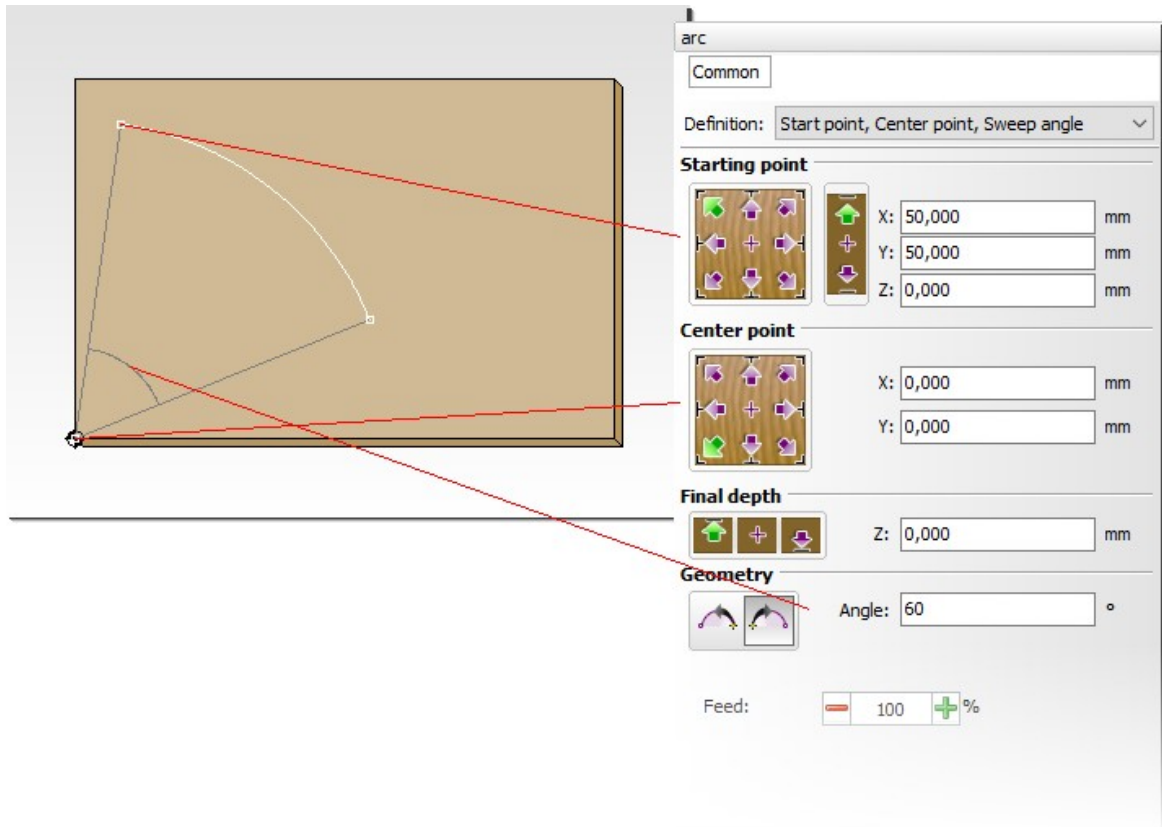 arc
Common
Definition: Start point, Center point, Sweep angle
Starting point
X: 50,000 mm
Y: 50,000 mm
Z: 0,000 mm
Center point
X: 0,000 mm
Y: 0,000 mm
Final depth
Z: 0,000 mm
Geometry
Angle: 60 °
Feed: 100 %